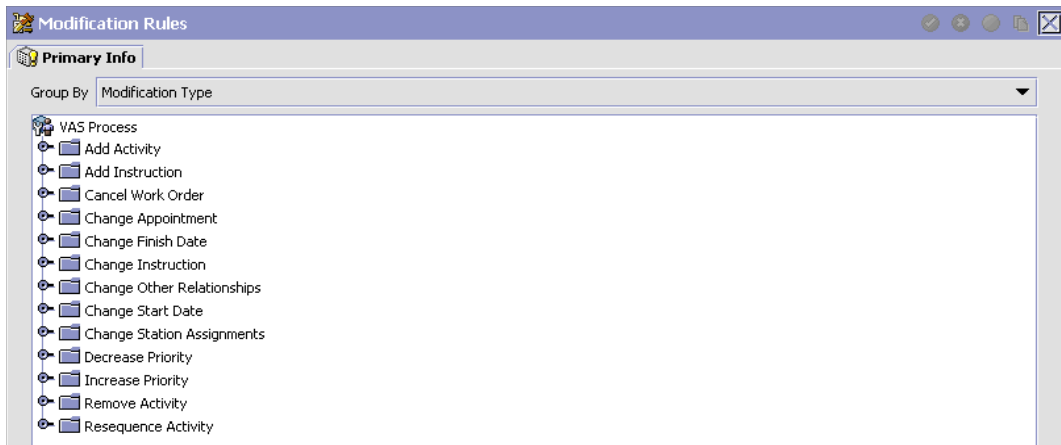 Modification Rules
Primary Info
Group By Modification Type
VAS Process
Add Activity
Add Instruction
Cancel Work Order
Change Appointment
Change Finish Date
Change Instruction
Change Other Relationships
Change Start Date
Change Station Assignments
Decrease Priority
Increase Priority
Remove Activity
Resequence Activity